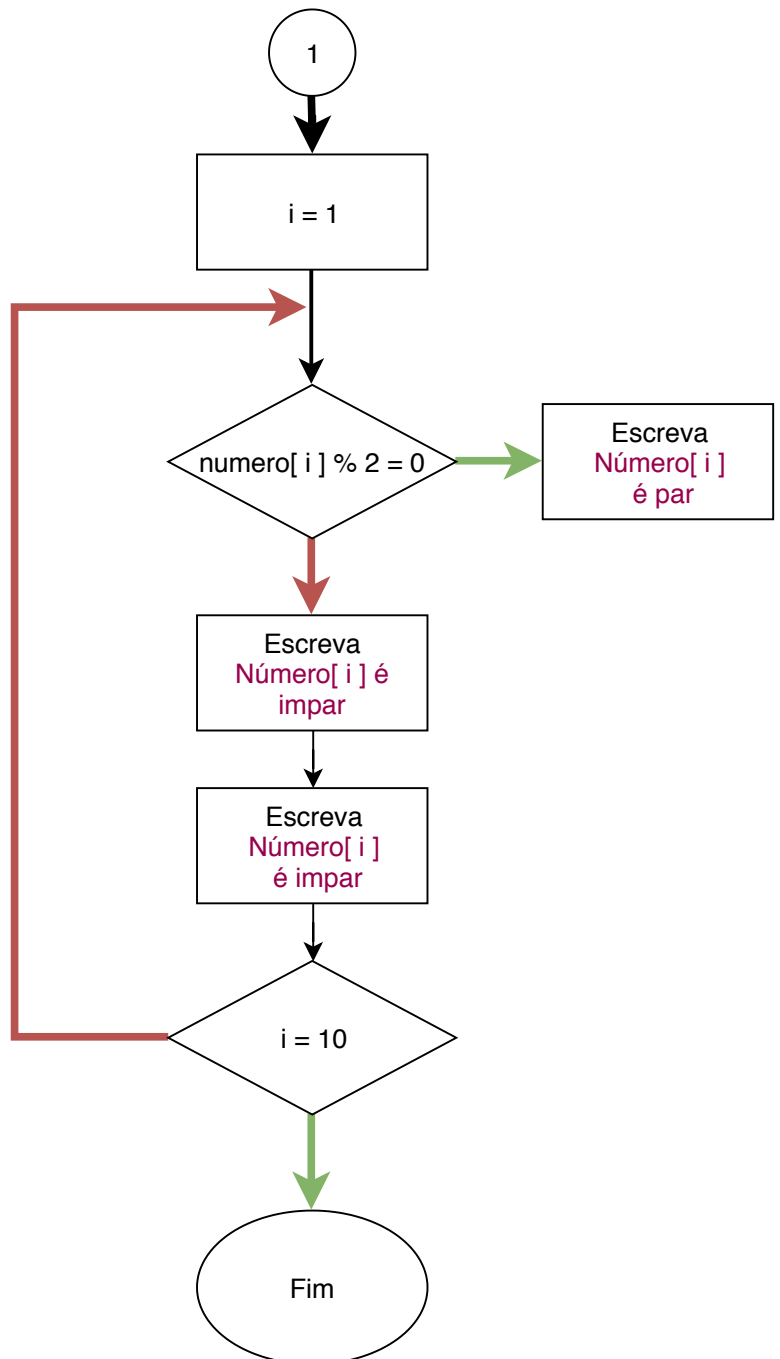 1
i = 1
numero[ i ] % 2 = 0
Escreva
Número[ i ]
é par
Escreva
Número[ i ] é
impar
Escreva
Número[ i ]
é impar
i = 10
Fim